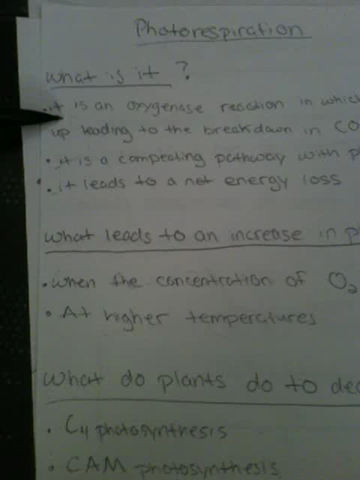 Photorespiration
What is it ?
• it is an oxygenase reaction in which
up leading to the breakdown in CO
• it is a competing pathway with p
• it leads to a net energy loss
What leads to an increase in p
• when the concentration of O2
• At higher temperatures
What do plants do to dec
• C4 photosynthesis
• CAM photosynthesis